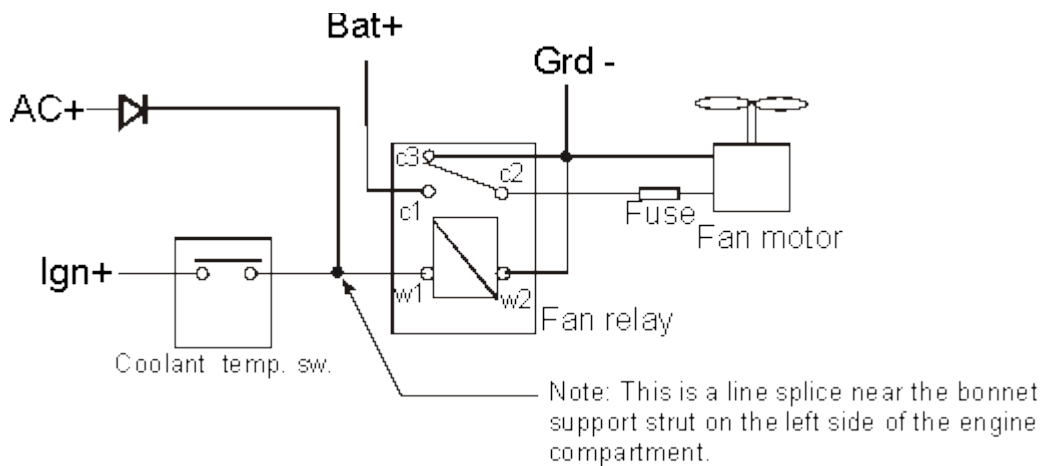 Bat+
Grd -
AC+
c3
c2
c1
Fuse
Fan motor
Ign+
w1
w2
Fan relay
Coolant temp. sw.
Note: This is a line splice near the bonnet
support strut on the left side of the engine
compartment.